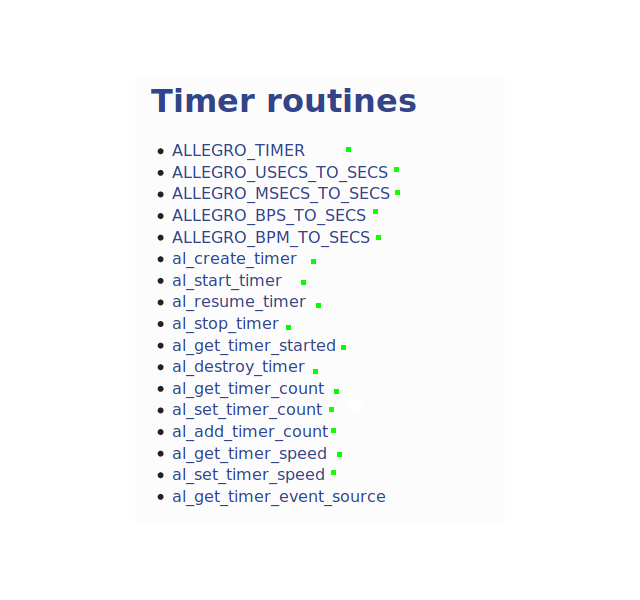 Timer routines
ALLEGRO_TIMER
ALLEGRO_USECS_TO_SECS
ALLEGRO_MSECS_TO_SECS
ALLEGRO_BPS_TO_SECS
ALLEGRO_BPM_TO_SECS
al_create_timer
al_start_timer
al_resume_timer
al_stop_timer
al_get_timer_started
al_destroy_timer
al_get_timer_count
al_set_timer_count
al_add_timer_count
al_get_timer_speed
al_set_timer_speed
al_get_timer_event_source